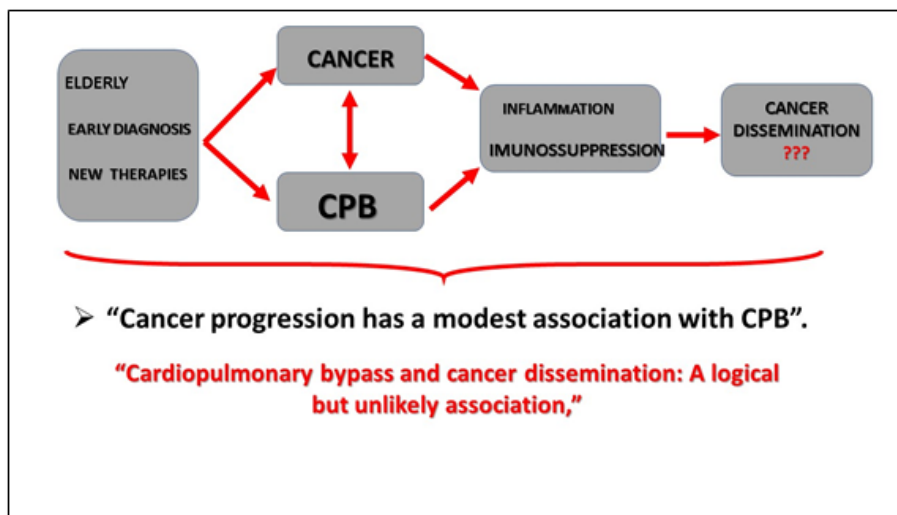 ELDERLY
EARLY DIAGNOSIS
NEW THERAPIES
CANCER
CPB
INFLAMMATION
IMUNOSSUPPRESSION
CANCER
DISSEMINATION
???
➢ “Cancer progression has a modest association with CPB”.
“Cardiopulmonary bypass and cancer dissemination: A logical
but unlikely association,”